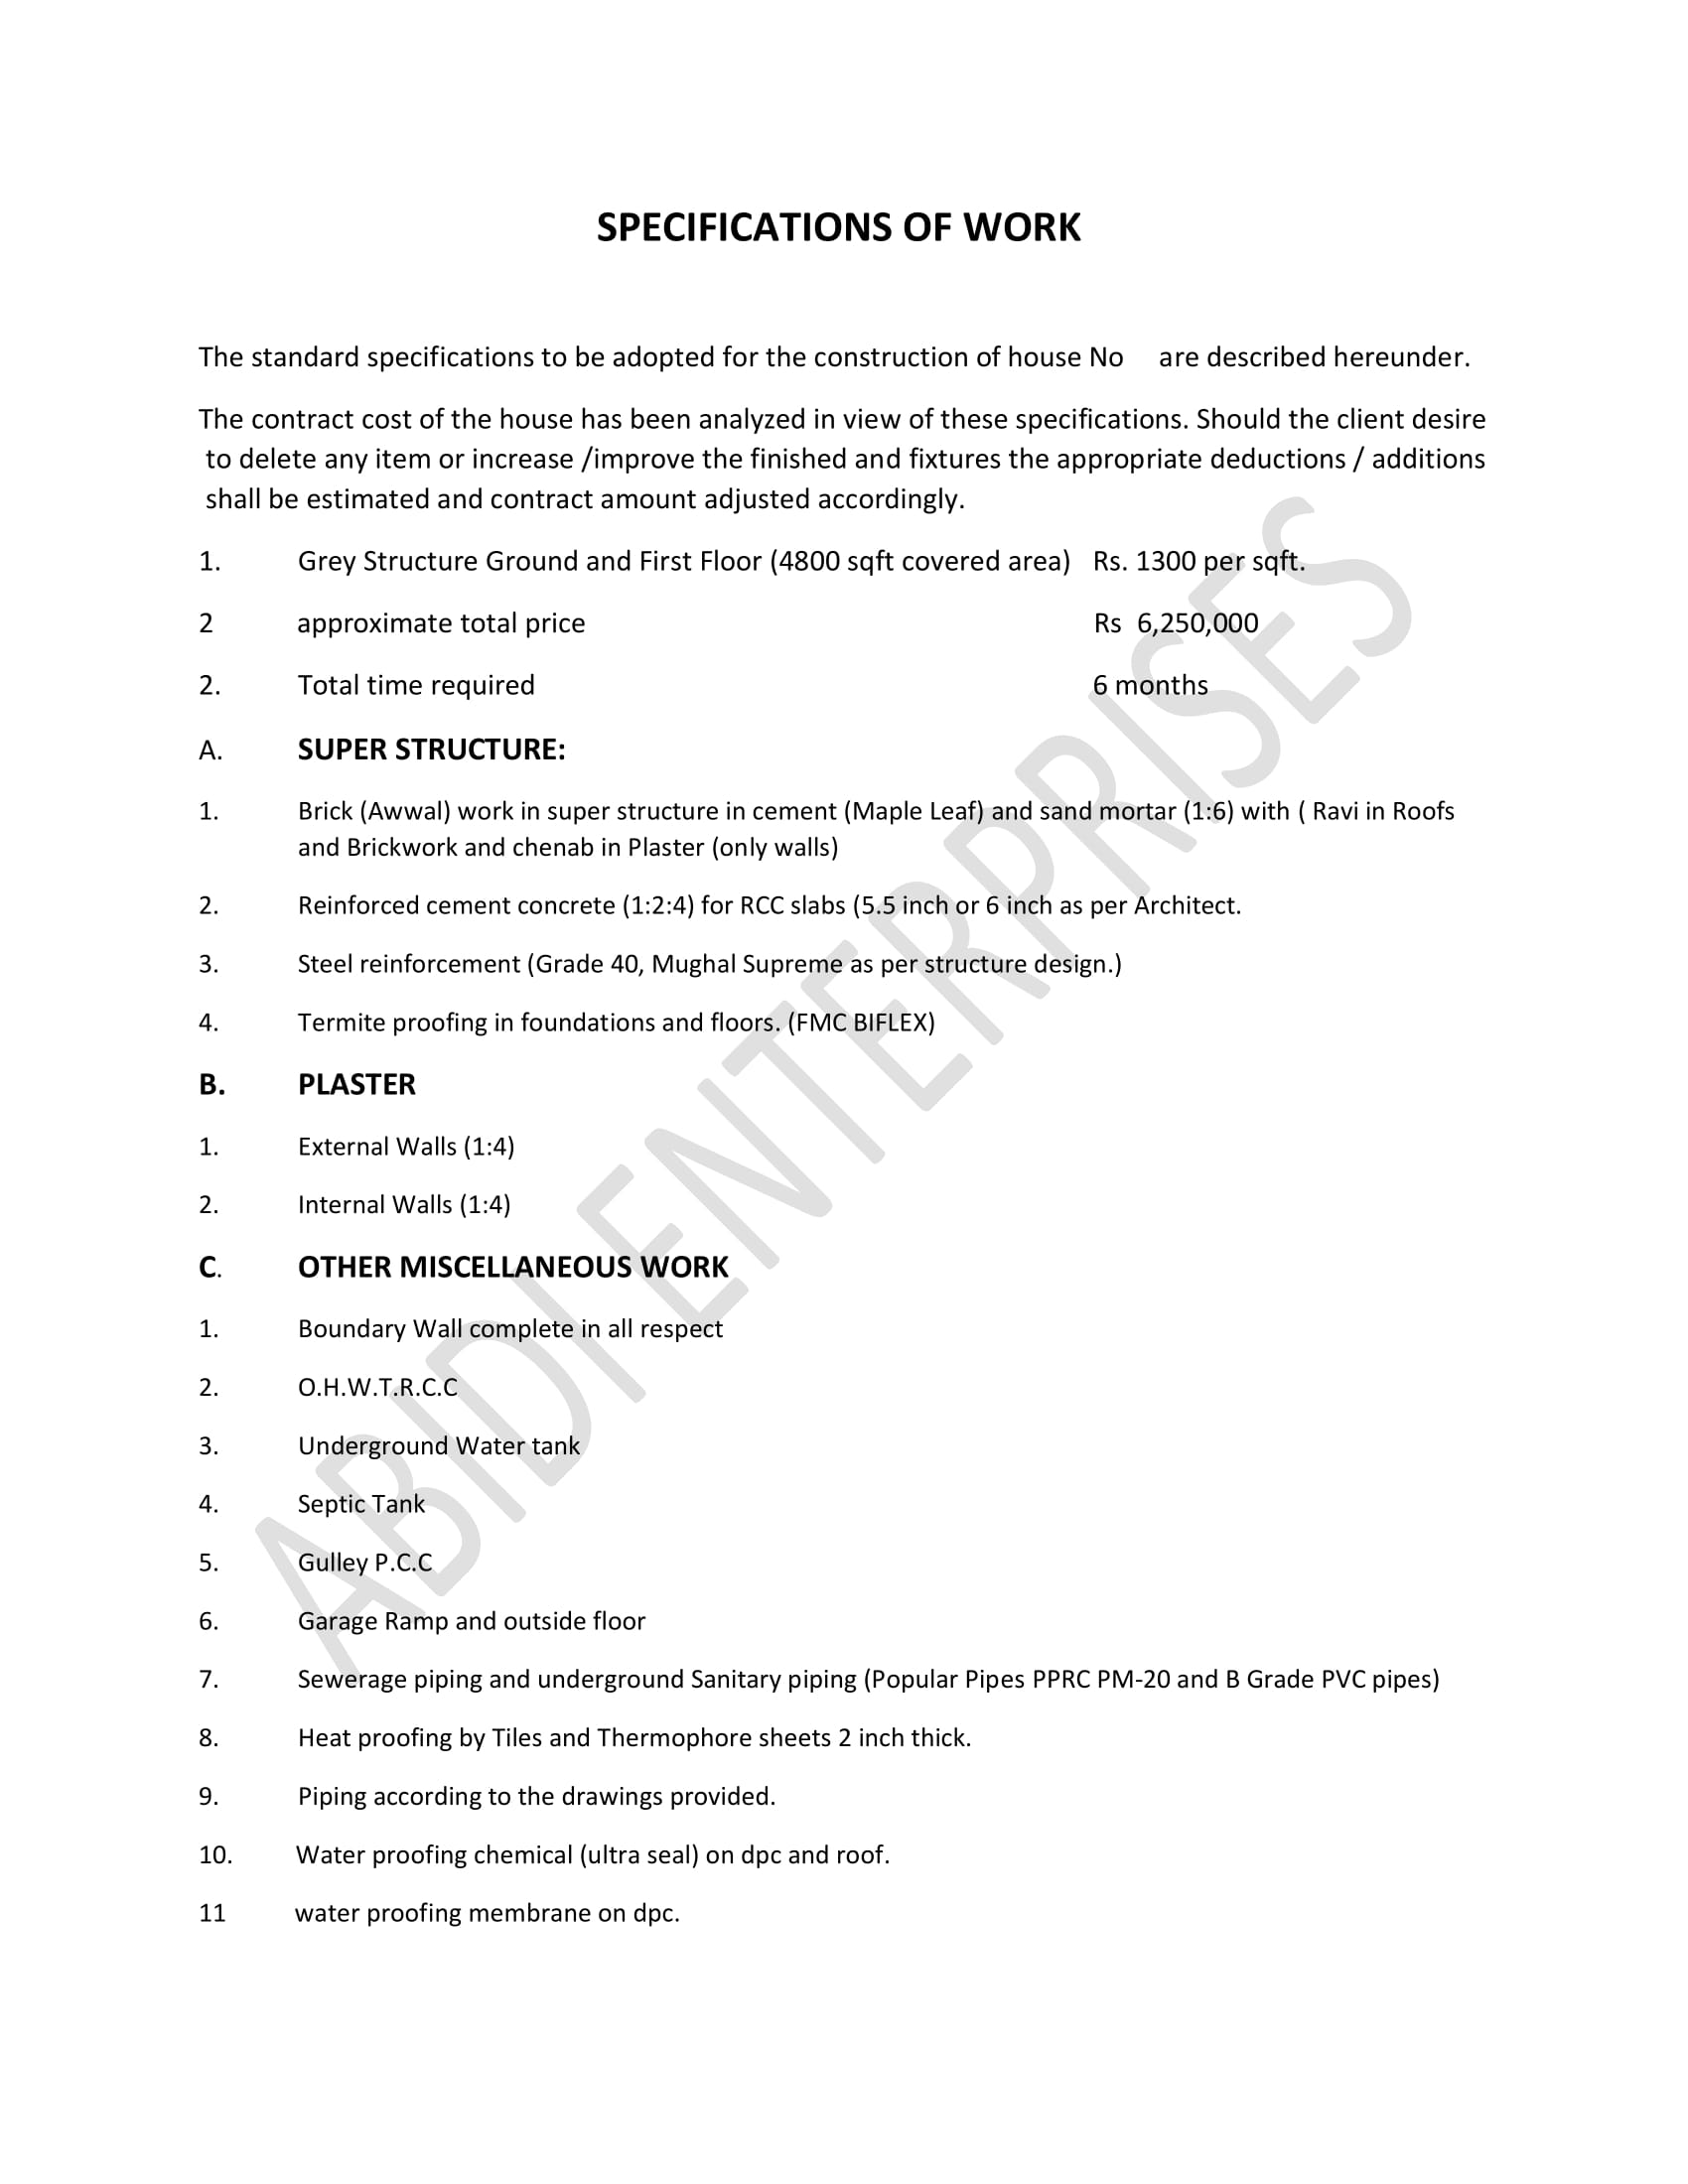 SPECIFICATIONS OF WORK
The standard specifications to be adopted for the construction of house No are described hereunder.
The contract cost of the house has been analyzed in view of these specifications. Should the client desire
to delete any item or increase /improve the finished and fixtures the appropriate deductions / additions
shall be estimated and contract amount adjusted accordingly.
1. Grey Structure Ground and First Floor (4800 sqft covered area) Rs. 1300 per sqft.
2 approximate total price Rs 6,250,000
2. Total time required 6 months
A. SUPER STRUCTURE:
1. Brick (Awwal) work in super structure in cement (Maple Leaf) and sand mortar (1:6) with ( Ravi in Roofs
and Brickwork and chenab in Plaster (only walls)
2. Reinforced cement concrete (1:2:4) for RCC slabs (5.5 inch or 6 inch as per Architect.
3. Steel reinforcement (Grade 40, Mughal Supreme as per structure design.)
4. Termite proofing in foundations and floors. (FMC BIFLEX)
B. PLASTER
1. External Walls (1:4)
2. Internal Walls (1:4)
C. OTHER MISCELLANEOUS WORK
1. Boundary Wall complete in all respect
2. O.H.W.T.R.C.C
3. Underground Water tank
4. Septic Tank
5. Gulley P.C.C
6. Garage Ramp and outside floor
7. Sewerage piping and underground Sanitary piping (Popular Pipes PPRC PM-20 and B Grade PVC pipes)
8. Heat proofing by Tiles and Thermophore sheets 2 inch thick.
9. Piping according to the drawings provided.
10. Water proofing chemical (ultra seal) on dpc and roof.
11 water proofing membrane on dpc.
ABIDI ENTERPRISES